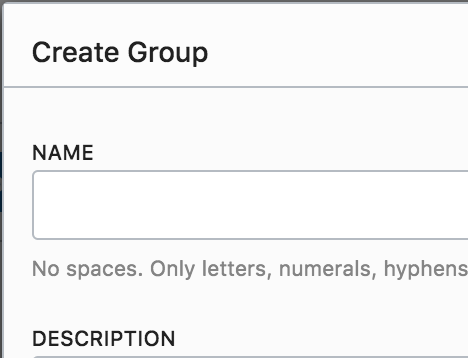 Create Group
NAME
No spaces. Only letters, numerals, hyphens
DESCRIPTION